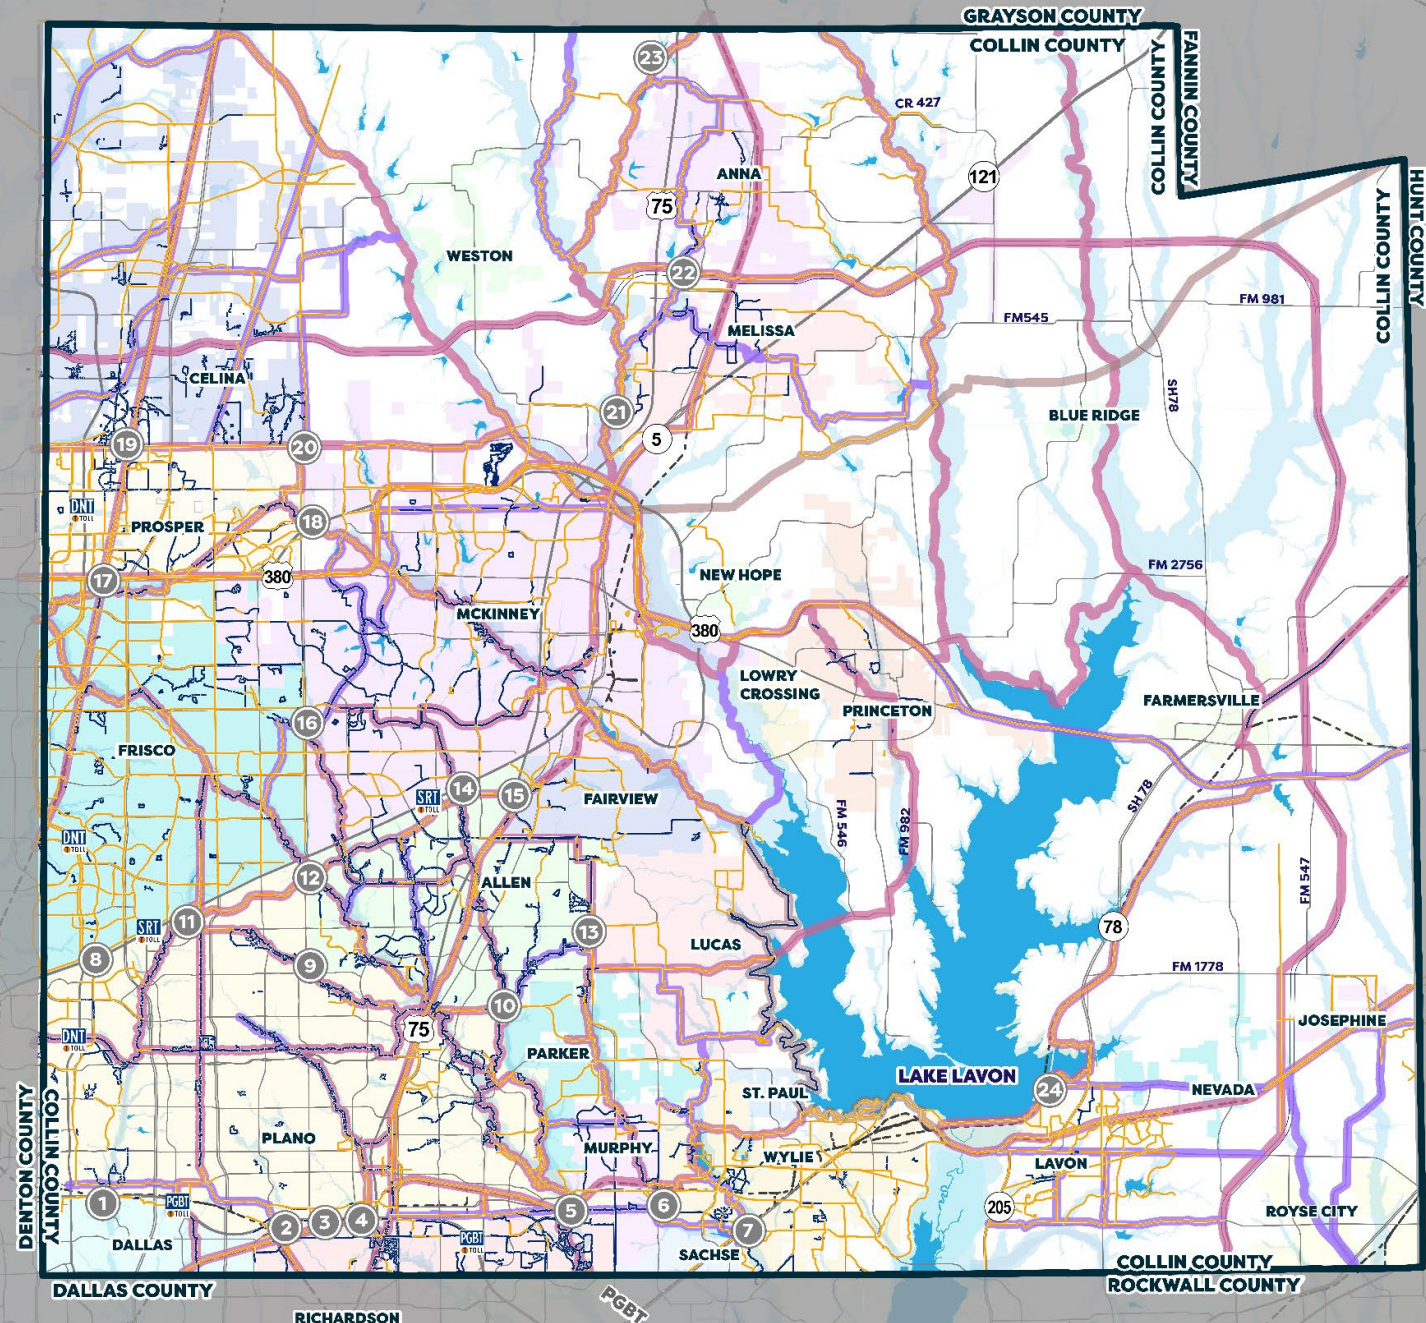 GRAYSON COUNTY
COLLIN COUNTY
COLLIN COUNTY
FANNIN COUNTY
23
CR 427
ANNA
121
75
COLLIN COUNTY
HUNT COUNTY
WESTON
22
FM 981
FM545
MELISSA
CELINA
21
SH78
BLUE RIDGE
19
20
5
DNT
TOLL
PROSPER
18
17
380
NEW HOPE
FM 2756
MCKINNEY
380
LOWRY
CROSSING
PRINCETON
FARMERSVILLE
16
FRISCO
14
15
SRT
TOLL
FAIRVIEW
SH 78
FM 546
FM 982
DNT
TOLL
12
ALLEN
FM 547
11
SRT
TOLL
13
LUCAS
78
8
9
FM 1778
10
75
JOSEPHINE
DNT
TOLL
PARKER
LAKE LAVON
24
NEVADA
ST. PAUL
DENTON COUNTY
COLLIN COUNTY
PLANO
MURPHY
WYLIE
LAVON
1
PGBT
TOLL
2
3
4
5
6
7
205
ROYSE CITY
DALLAS
PGBT
TOLL
SACHSE
COLLIN COUNTY
ROCKWALL COUNTY
DALLAS COUNTY
PGBT
RICHARDSON